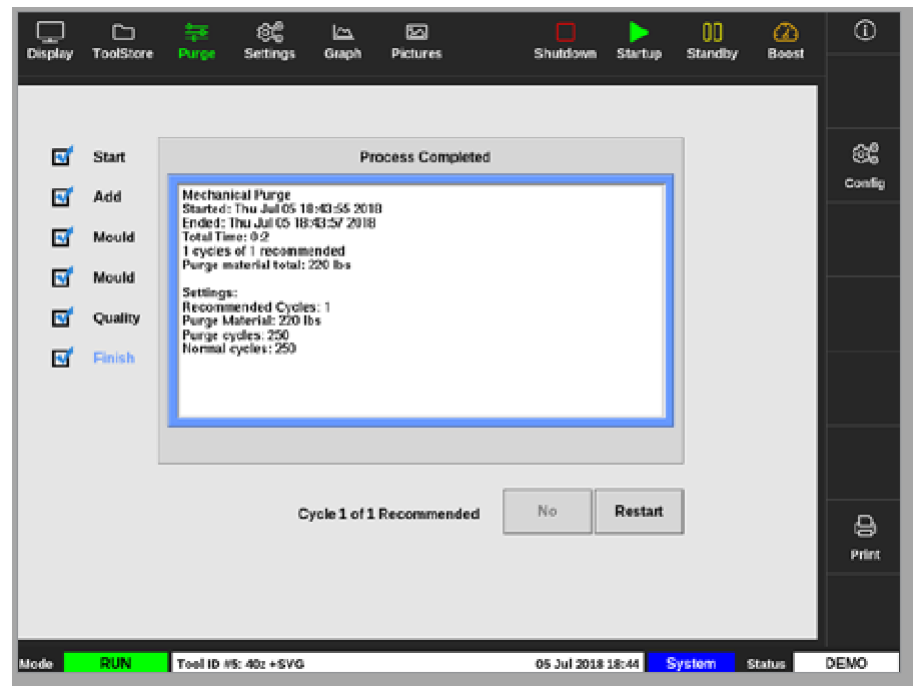 Display ToolStore Purge Settings Graph Pictures Shutdown Startup Standby Boost
Config
Start
Add
Mould
Mould
Quality
Finish
Process Completed
Mechanical Purge
Started: Thu Jul 05 18:43:55 2018
Ended: Thu Jul 05 18:43:57 2018
Total Time: 0:2
1 cycles of 1 recommended
Purge material total: 220 lbs
Settings:
Recommended Cycles: 1
Purge Material: 220 lbs
Purge cycles: 250
Normal cycles: 250
Cycle 1 of 1 Recommended
No
Restart
Print
Mode RUN Tool ID #5: 40z +SVG 05 Jul 2018 18:44 System Status DEMO